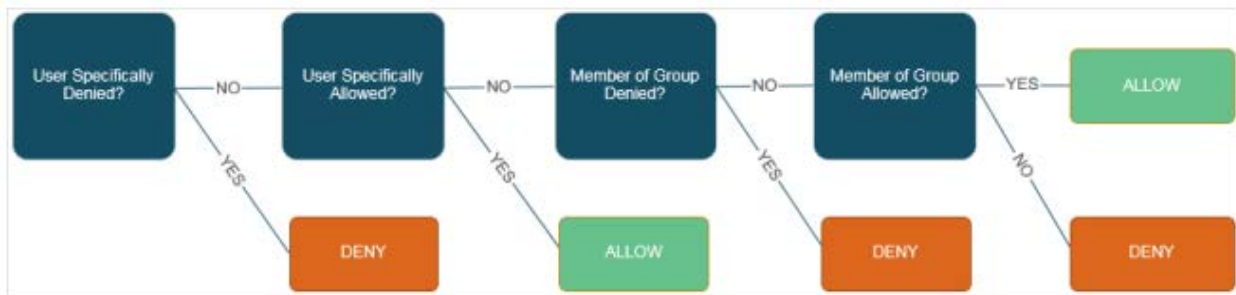 User Specifically
Denied?
NO
User Specifically
Allowed?
NO
Member of Group
Denied?
NO
Member of Group
Allowed?
YES
ALLOW
YES
YES
YES
NO
DENY
ALLOW
DENY
DENY